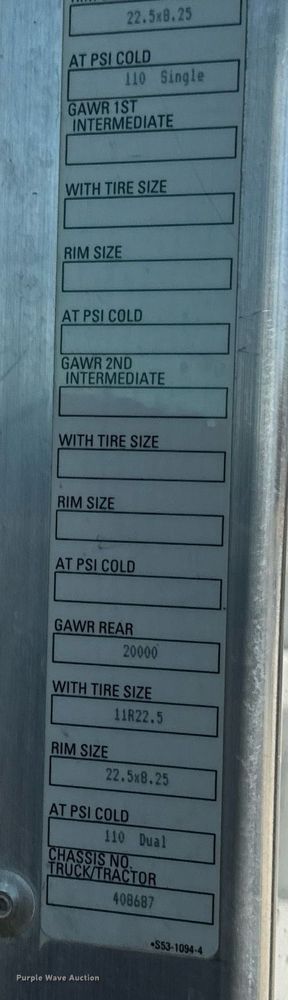 22.5x8.25
AT PSI COLD
110 Single
GAWR 1ST
INTERMEDIATE
WITH TIRE SIZE
RIM SIZE
AT PSI COLD
GAWR 2ND
INTERMEDIATE
WITH TIRE SIZE
RIM SIZE
AT PSI COLD
GAWR REAR
20000
WITH TIRE SIZE
11R22.5
RIM SIZE
22.5x8.25
AT PSI COLD
110 Dual
CHASSIS NO.
TRUCK/TRACTOR
408687
•S53-1094-4
Purple Wave Auction